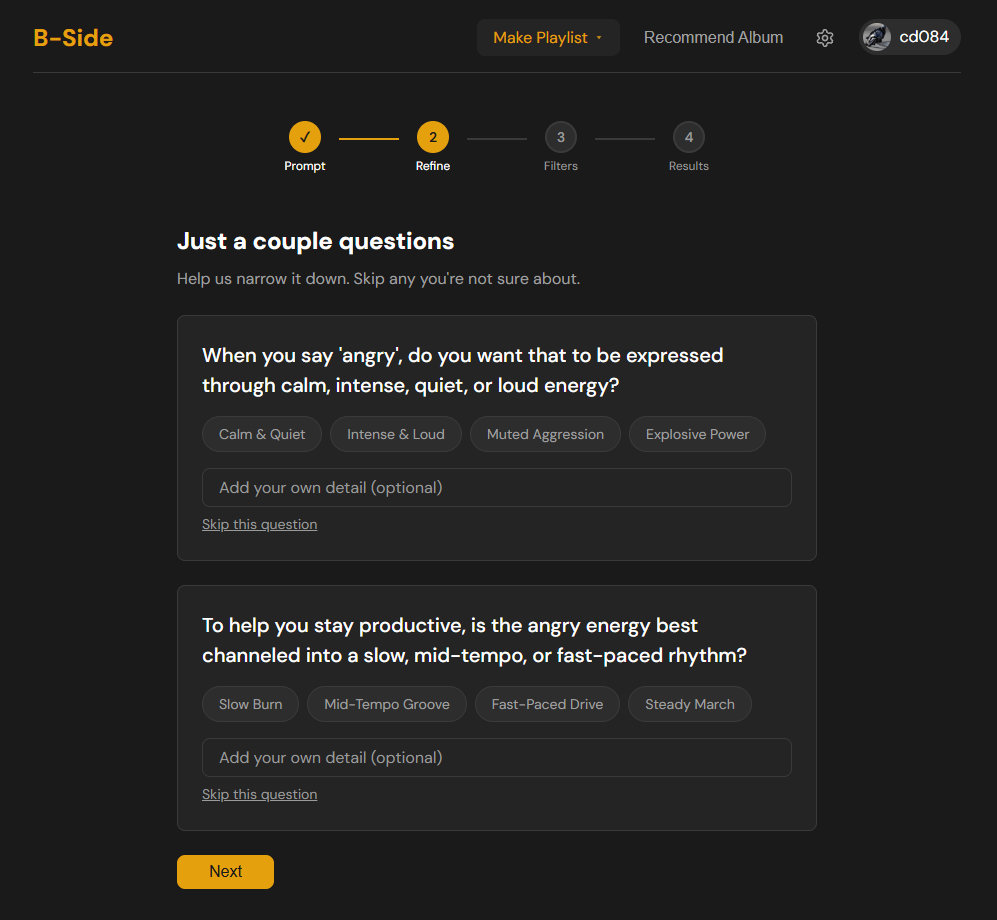 B-Side
Make Playlist
Recommend Album
cd084
✓
2
3
4
Prompt
Refine
Filters
Results
Just a couple questions
Help us narrow it down. Skip any you're not sure about.
When you say 'angry', do you want that to be expressed
through calm, intense, quiet, or loud energy?
Calm & Quiet
Intense & Loud
Muted Aggression
Explosive Power
Add your own detail (optional)
Skip this question
To help you stay productive, is the angry energy best
channeled into a slow, mid-tempo, or fast-paced rhythm?
Slow Burn
Mid-Tempo Groove
Fast-Paced Drive
Steady March
Add your own detail (optional)
Skip this question
Next